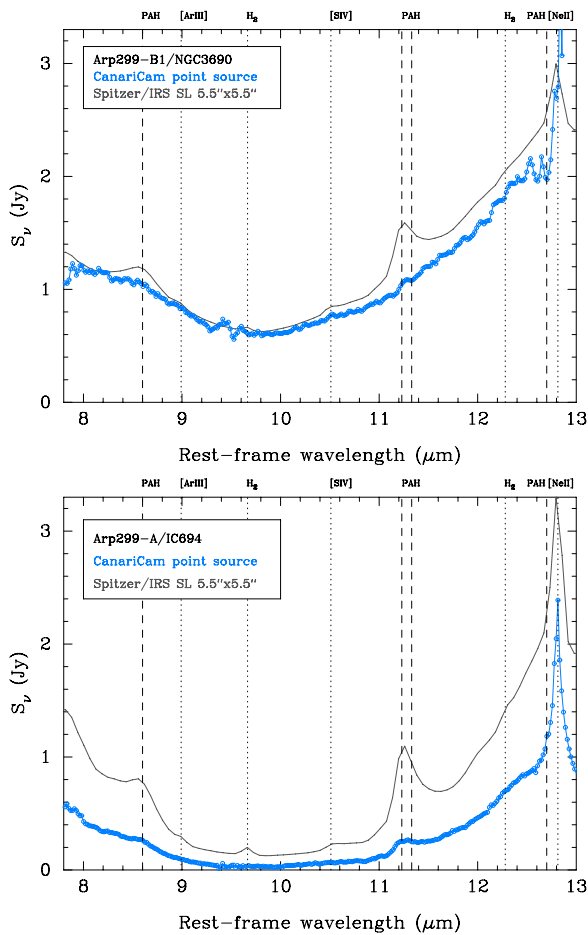 PAH [ArIII] H₂ [SIV] PAH H₂ PAH [NeII]
3
Arp299-B1/NGC3690
CanariCam point source
Spitzer/IRS SL 5.5"x5.5"
2
Sν (Jy)
1
0
8 9 10 11 12 13
Rest-frame wavelength (μm)
PAH [ArIII] H₂ [SIV] PAH H₂ PAH [NeII]
3
Arp299-A/IC694
CanariCam point source
Spitzer/IRS SL 5.5"x5.5"
2
Sν (Jy)
1
0
8 9 10 11 12 13
Rest-frame wavelength (μm)